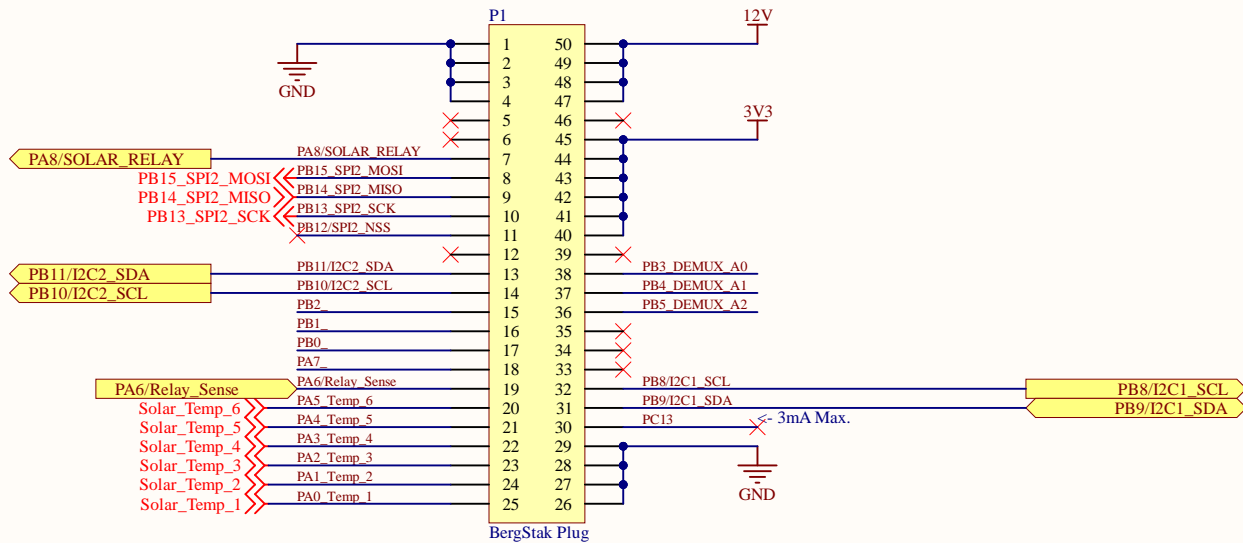 P1
12V
1 50
2 49
3 48
GND 4 47
5 46
3V3
6 45
PA8/SOLAR_RELAY PA8/SOLAR_RELAY 7 44
PB15_SPI2_MOSI PB15_SPI2_MOSI 8 43
PB14_SPI2_MISO PB14_SPI2_MISO 9 42
PB13_SPI2_SCK PB13_SPI2_SCK 10 41
PB12/SPI2_NSS 11 40
12 39
PB11/I2C2_SDA PB11/I2C2_SDA 13 38 PB3_DEMUX_A0
PB10/I2C2_SCL PB10/I2C2_SCL 14 37 PB4_DEMUX_A1
PB2_ 15 36 PB5_DEMUX_A2
PB1_ 16 35
PB0_ 17 34
PA7_ 18 33
PA6/Relay_Sense PA6/Relay_Sense 19 32 PB8/I2C1_SCL PB8/I2C1_SCL
Solar_Temp_6 PA5_Temp_6 20 31 PB9/I2C1_SDA PB9/I2C1_SDA
Solar_Temp_5 PA4_Temp_5 21 30 PC13 <- 3mA Max.
Solar_Temp_4 PA3_Temp_4 22 29
Solar_Temp_3 PA2_Temp_3 23 28
Solar_Temp_2 PA1_Temp_2 24 27
Solar_Temp_1 PA0_Temp_1 25 26 GND
BergStak Plug